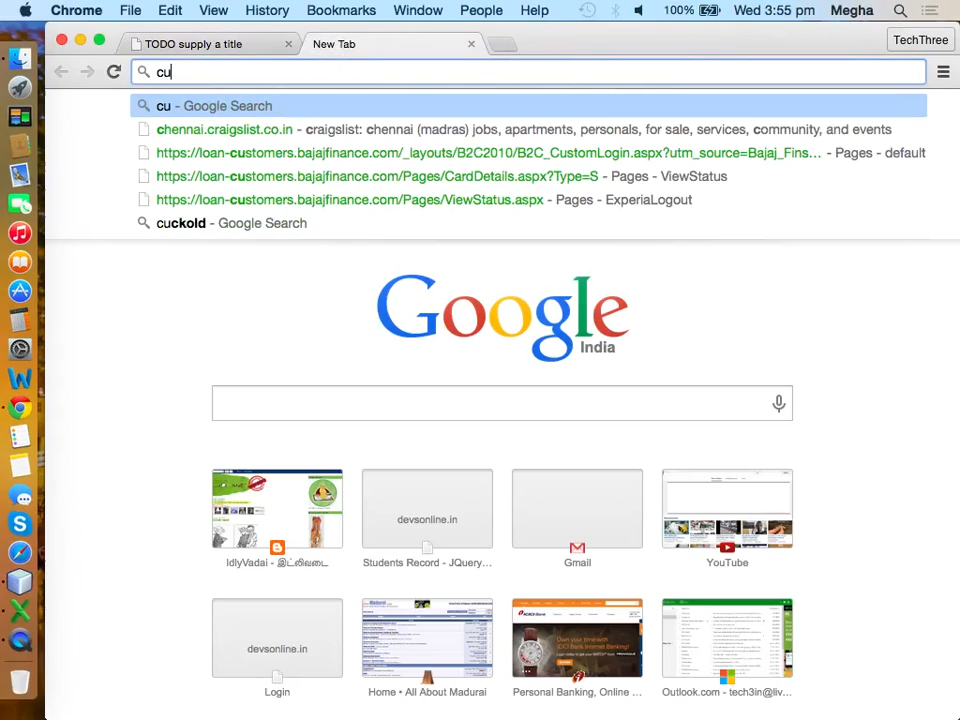 Chrome File Edit View History Bookmarks Window People Help 100% Wed 3:55 pm Megha
TODO supply a title
New Tab
TechThree
cu
cu - Google Search
chennai.craigslist.co.in - craigslist: chennai (madras) jobs, apartments, personals, for sale, services, community, and events
https://loan-customers.bajajfinance.com/_layouts/B2C2010/B2C_CustomLogin.aspx?utm_source=Bajaj_Fins... - Pages - default
https://loan-customers.bajajfinance.com/Pages/CardDetails.aspx?Type=S - Pages - ViewStatus
https://loan-customers.bajajfinance.com/Pages/ViewStatus.aspx - Pages - ExperiaLogout
cuckold - Google Search
Google
India
devsonline.in
IdlyVadai - இட்லிவடை
Students Record - JQuery...
Gmail
YouTube
devsonline.in
Login
Home • All About Madurai
Personal Banking, Online ...
Outlook.com - tech3in@liv...